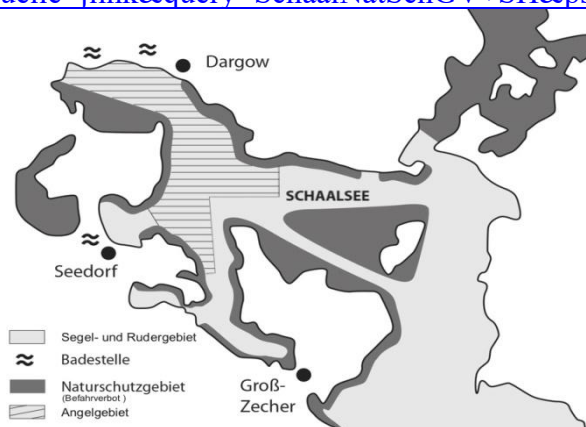 Dargow
SCHAALSEE
Seedorf
Segel- und Rudergebiet
Badestelle
Naturschutzgebiet
(Befahrverbot )
Angelgebiet
Groß-
Zecher